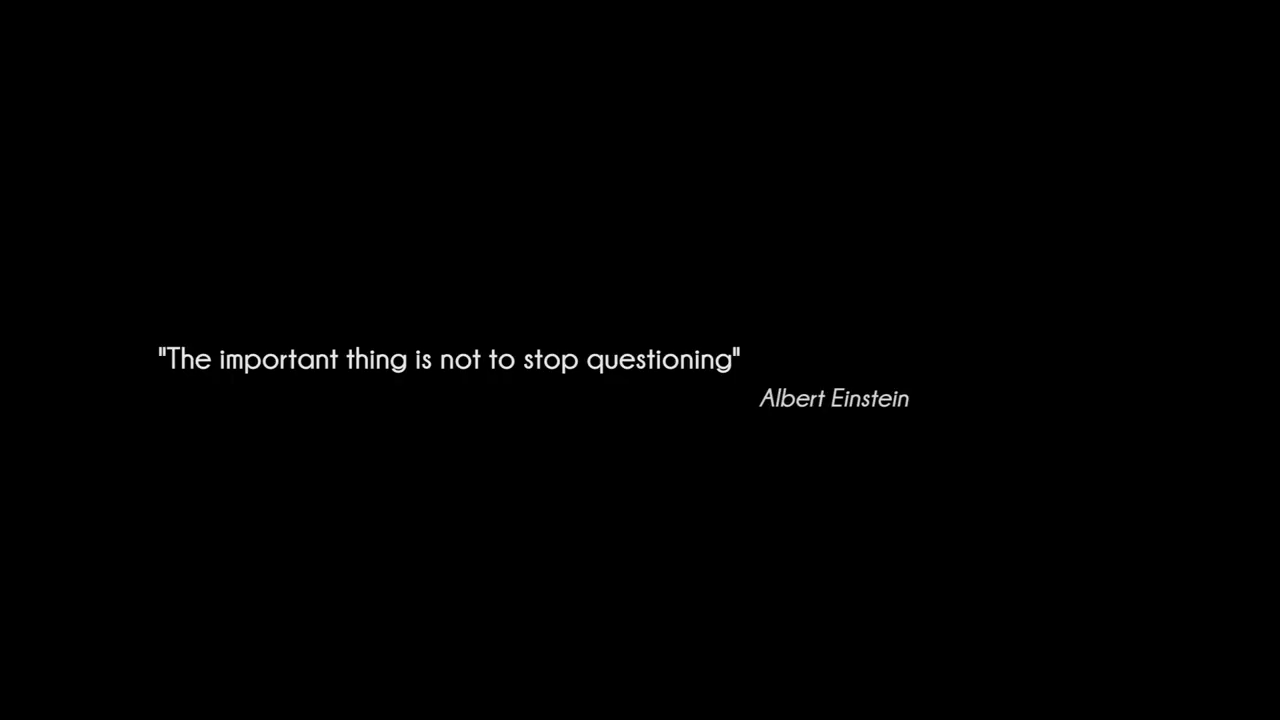 "The important thing is not to stop questioning"
Albert Einstein